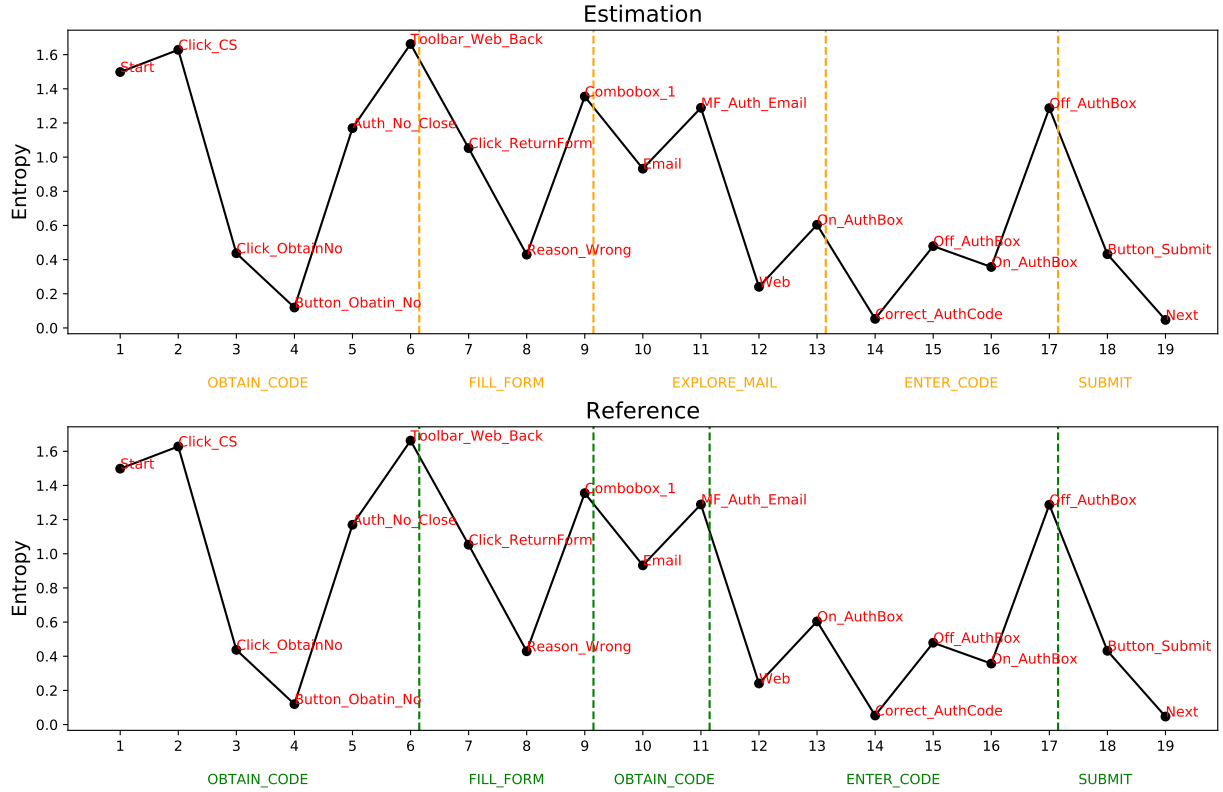 Estimation
Entropy
1.6
1.4
1.2
1.0
0.8
0.6
0.4
0.2
0.0
Start
Click_CS
Click_ObtainNo
Button_Obatin_No
Auth_No_Close
Toolbar_Web_Back
Click_ReturnForm
Reason_Wrong
Combobox_1
Email
MF_Auth_Email
Web
On_AuthBox
Correct_AuthCode
Off_AuthBox
On_AuthBox
Off_AuthBox
Button_Submit
Next
1 2 3 4 5 6 7 8 9 10 11 12 13 14 15 16 17 18 19
OBTAIN_CODE FILL_FORM EXPLORE_MAIL ENTER_CODE SUBMIT
Reference
Entropy
1.6
1.4
1.2
1.0
0.8
0.6
0.4
0.2
0.0
Start
Click_CS
Click_ObtainNo
Button_Obatin_No
Auth_No_Close
Toolbar_Web_Back
Click_ReturnForm
Reason_Wrong
Combobox_1
Email
MF_Auth_Email
Web
On_AuthBox
Correct_AuthCode
Off_AuthBox
On_AuthBox
Off_AuthBox
Button_Submit
Next
1 2 3 4 5 6 7 8 9 10 11 12 13 14 15 16 17 18 19
OBTAIN_CODE FILL_FORM OBTAIN_CODE ENTER_CODE SUBMIT